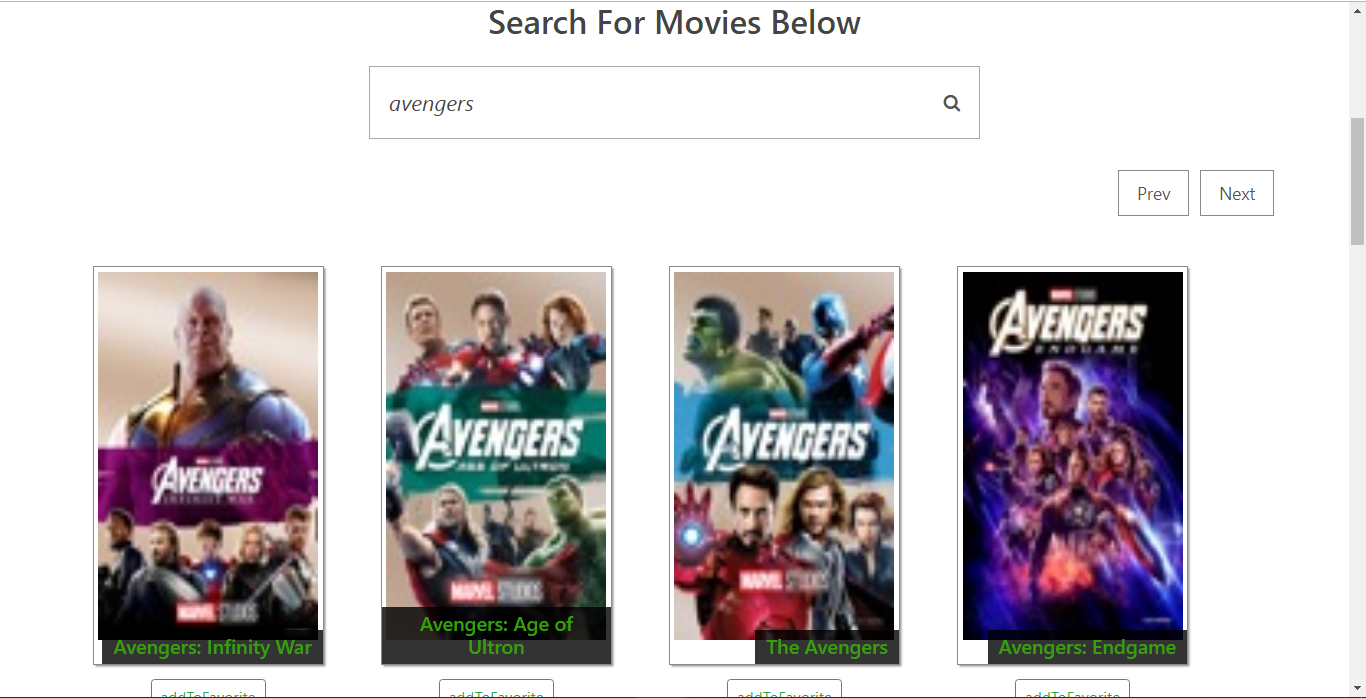 Search For Movies Below
avengers
Prev
Next
AVENGERS
INFINITY WAR
MARVEL STUDIOS
Avengers: Infinity War
addToFavorite
AVENGERS
AGE OF ULTRON
MARVEL STUDIOS
Avengers: Age of
Ultron
addToFavorite
AVENGERS
MARVEL STUDIOS
The Avengers
addToFavorite
AVENGERS
ENDGAME
Avengers: Endgame
addToFavorite